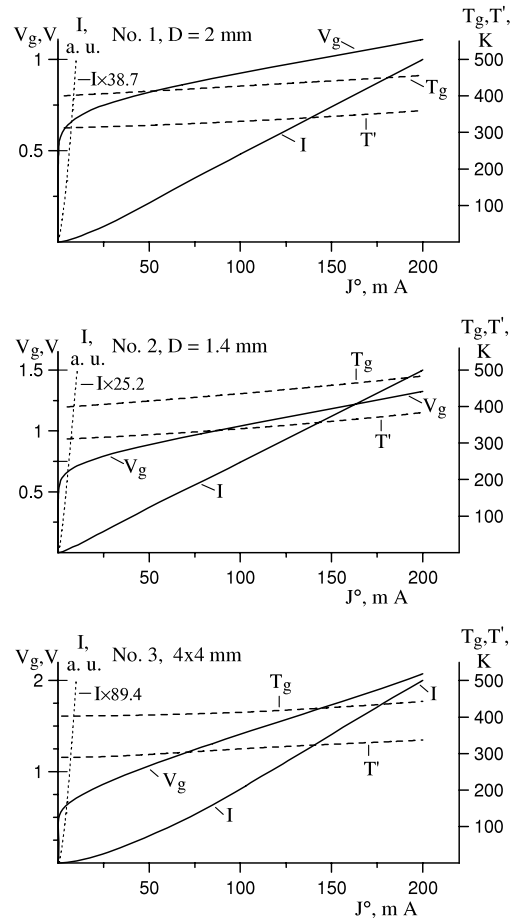 Vg,V I, a. u. No. 1, D = 2 mm Tg,T', K
I×38.7
Vg
Tg
I
T'
1
0.5
500
400
300
200
100
50 100 150 200
J°, m A
Vg,V I, a. u. No. 2, D = 1.4 mm Tg,T', K
I×25.2
Tg
Vg
T'
Vg
I
1.5
1
0.5
500
400
300
200
100
50 100 150 200
J°, m A
Vg,V I, a. u. No. 3, 4x4 mm Tg,T', K
I×89.4
Tg
I
T'
Vg
I
2
1
500
400
300
200
100
50 100 150 200
J°, m A